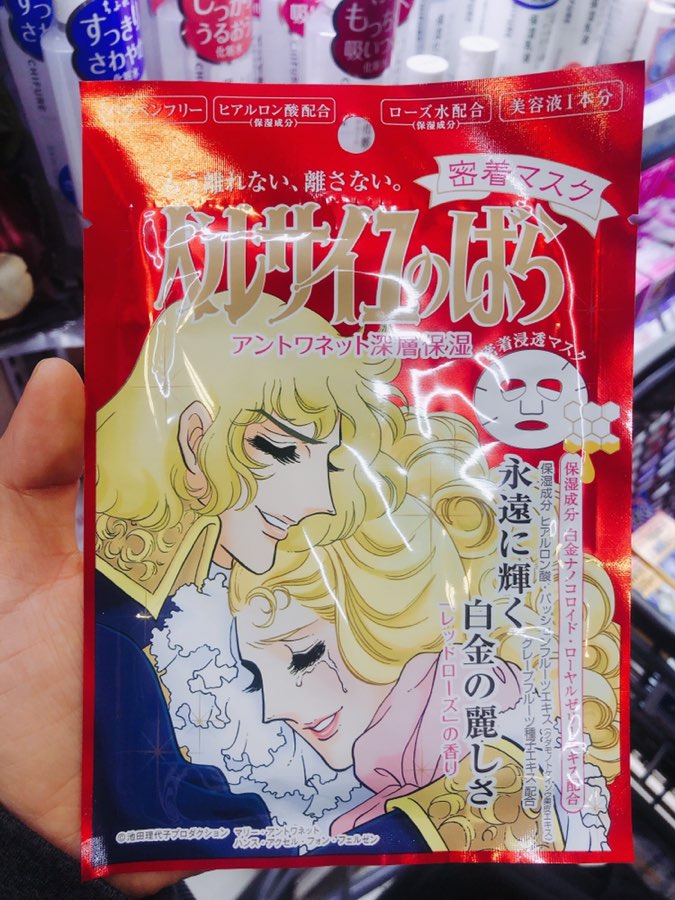 すっきり
さわやか
しっか
うるおう
化粧水
もっち
吸いつ
化粧水
CHIFURE
パラベンフリー
ヒアルロン酸配合
(保湿成分)
ローズ水配合
(保湿成分)
美容液1本分
もう離れない、離さない。
密着マスク
ベルサイユのばら
アントワネット深層保湿
密着浸透マスク
保湿成分 白金ナノコロイド・ローヤルゼリーエキス配合
保湿成分 ヒアルロン酸・パッションフルーツエキス
グレープフルーツ種子エキス配合
永遠に輝く
白金の麗しさ
「レッドローズ」の香り
©池田理代子プロダクション
マリー・アントワネット
ハンス・アクセル・フォン・フェルゼン